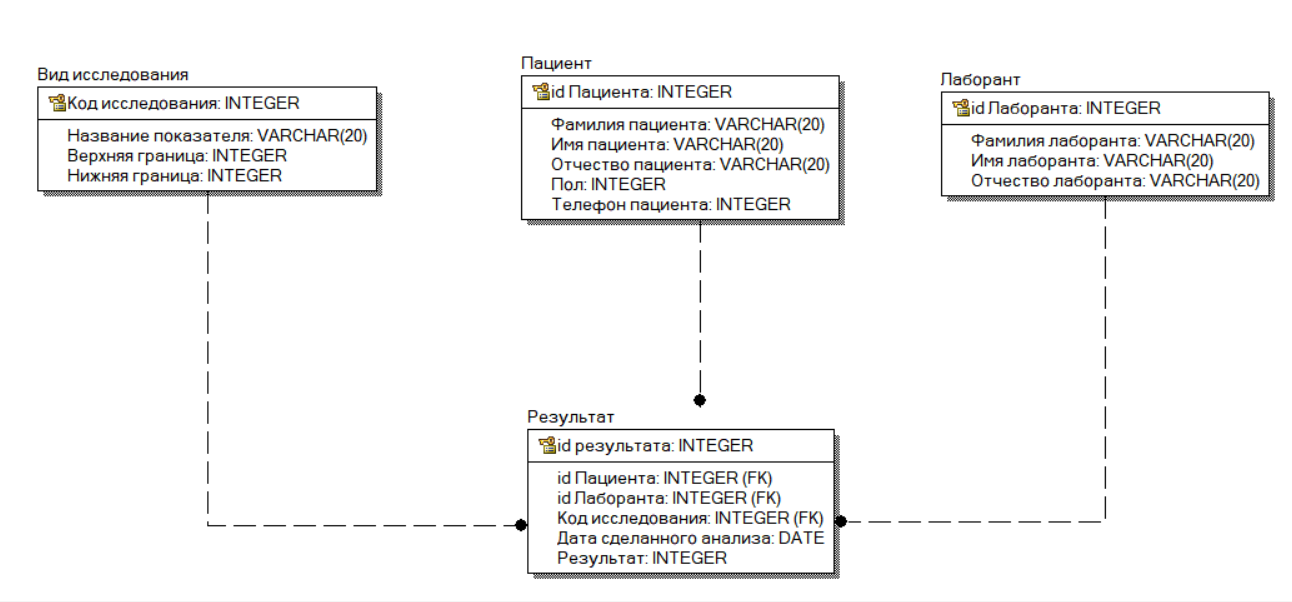 Вид исследования
Код исследования: INTEGER
Название показателя: VARCHAR(20)
Верхняя граница: INTEGER
Нижняя граница: INTEGER
Пациент
id Пациента: INTEGER
Фамилия пациента: VARCHAR(20)
Имя пациента: VARCHAR(20)
Отчество пациента: VARCHAR(20)
Пол: INTEGER
Телефон пациента: INTEGER
Лаборант
id Лаборанта: INTEGER
Фамилия лаборанта: VARCHAR(20)
Имя лаборанта: VARCHAR(20)
Отчество лаборанта: VARCHAR(20)
Результат
id результата: INTEGER
id Пациента: INTEGER (FK)
id Лаборанта: INTEGER (FK)
Код исследования: INTEGER (FK)
Дата сделанного анализа: DATE
Результат: INTEGER